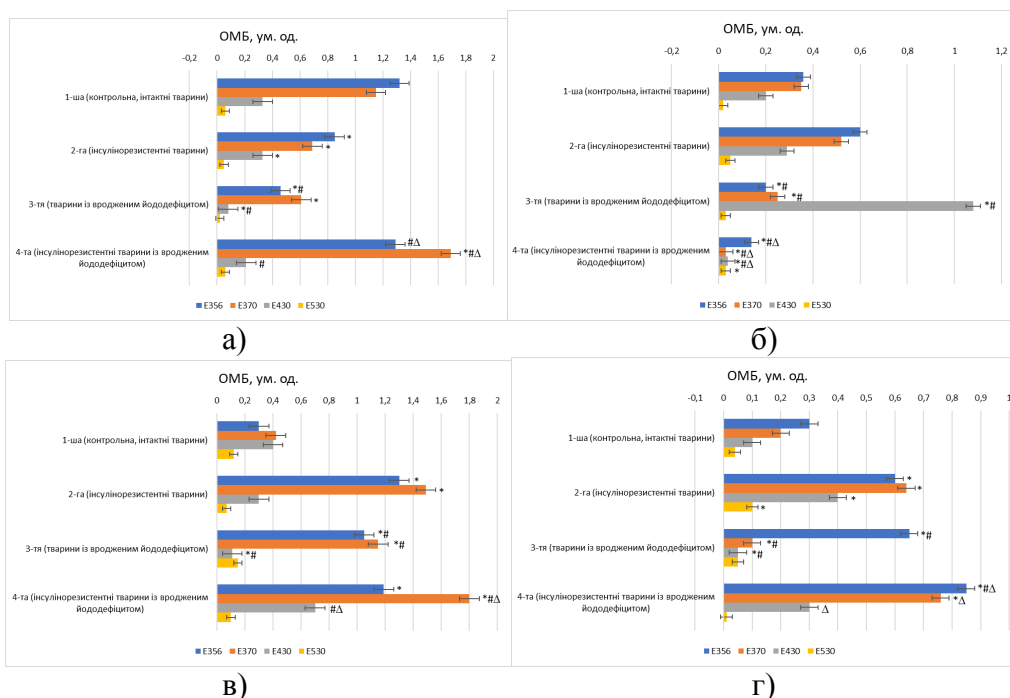 ОМБ, ум. од.
-0,2 0 0,2 0,4 0,6 0,8 1 1,2 1,4 1,6 1,8 2
1-ша (контрольна, інтактні тварини)
2-га (інсулінорезистентні тварини)
*
*
*
3-тя (тварини із вродженим йододефіцитом)
*#
*
*#
4-та (інсулінорезистентні тварини із вродженим
йододефіцитом)
#Δ
*#Δ
#
E356 E370 E430 E530
а)
ОМБ, ум. од.
-0,2 0 0,2 0,4 0,6 0,8 1 1,2
1-ша (контрольна, інтактні тварини)
2-га (інсулінорезистентні тварини)
3-тя (тварини із вродженим йододефіцитом)
*#
*#
*#
4-та (інсулінорезистентні тварини із вродженим
йододефіцитом)
*#Δ
*#Δ
*#Δ
*
E356 E370 E430 E530
б)
ОМБ, ум. од.
0 0,2 0,4 0,6 0,8 1 1,2 1,4 1,6 1,8 2
1-ша (контрольна, інтактні тварини)
2-га (інсулінорезистентні тварини)
*
*
3-тя (тварини із вродженим йододефіцитом)
*#
*#
*#
4-та (інсулінорезистентні тварини із вродженим
йододефіцитом)
*
*#Δ
#Δ
E356 E370 E430 E530
в)
ОМБ, ум. од.
-0,1 0 0,1 0,2 0,3 0,4 0,5 0,6 0,7 0,8 0,9 1
1-ша (контрольна, інтактні тварини)
2-га (інсулінорезистентні тварини)
*
*
*
*
3-тя (тварини із вродженим йододефіцитом)
*#
*#
*#
4-та (інсулінорезистентні тварини із вродженим
йододефіцитом)
*#Δ
*Δ
Δ
E356 E370 E430 E530
г)